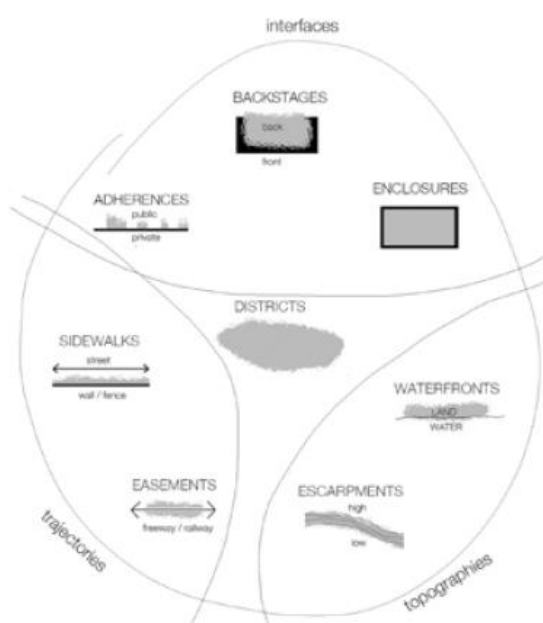 interfaces
BACKSTAGES
back
front
ADHERENCES
public
private
ENCLOSURES
DISTRICTS
SIDEWALKS
street
wall / fence
WATERFRONTS
LAND
WATER
EASEMENTS
freeway / railway
ESCARPMENTS
high
low
trajectories
topographies